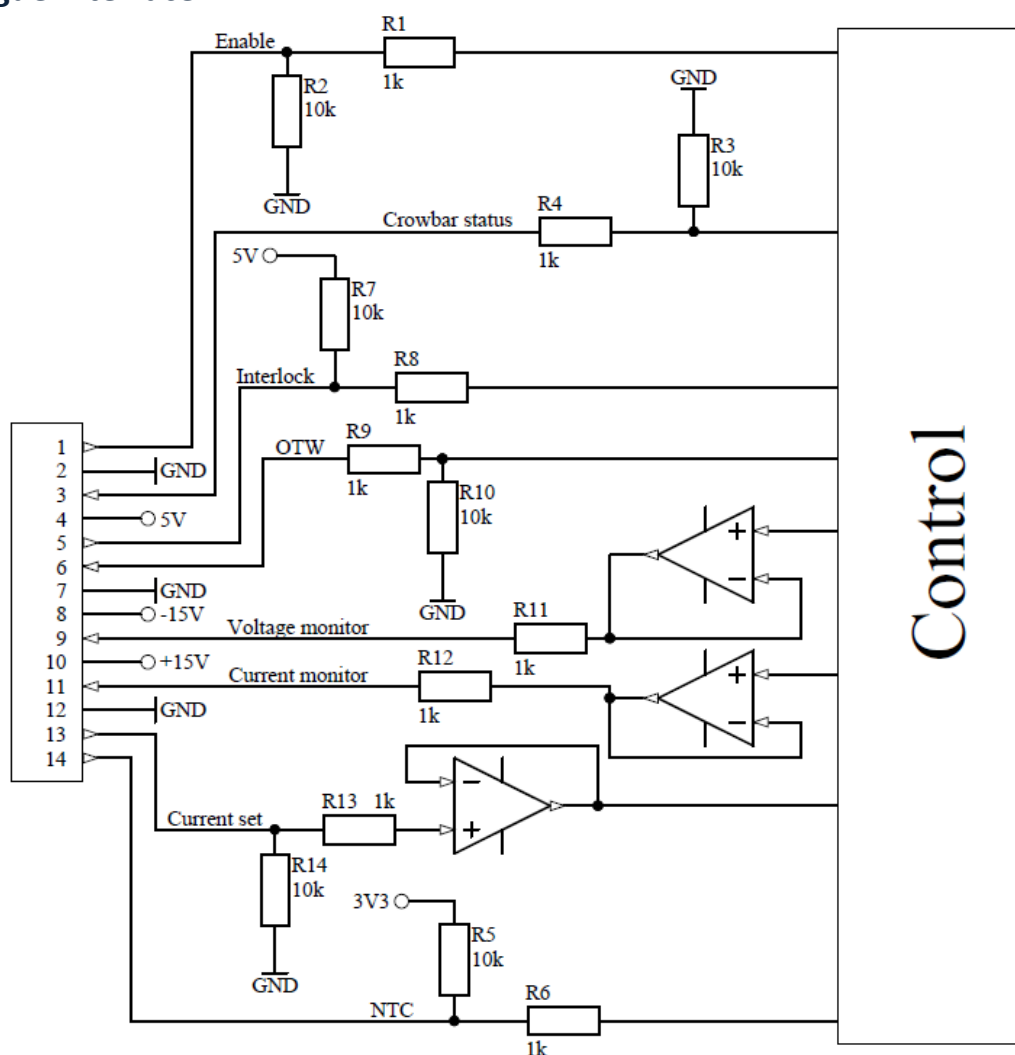 R1
Enable
1k
GND
R2
10k
R3
10k
GND
R4
Crowbar status
1k
5V
R7
10k
R8
Interlock
1k
R9
OTW
1k
R10
10k
GND
1
2 GND
3
4 5V
5
6
7 GND
8 -15V
9
10 +15V
11
12 GND
13
14
+
−
R11
Voltage monitor
1k
R12
Current monitor
1k
+
−
R13 1k
Current set
−
+
R14
10k
GND
3V3
R5
10k
R6
NTC
1k
Control